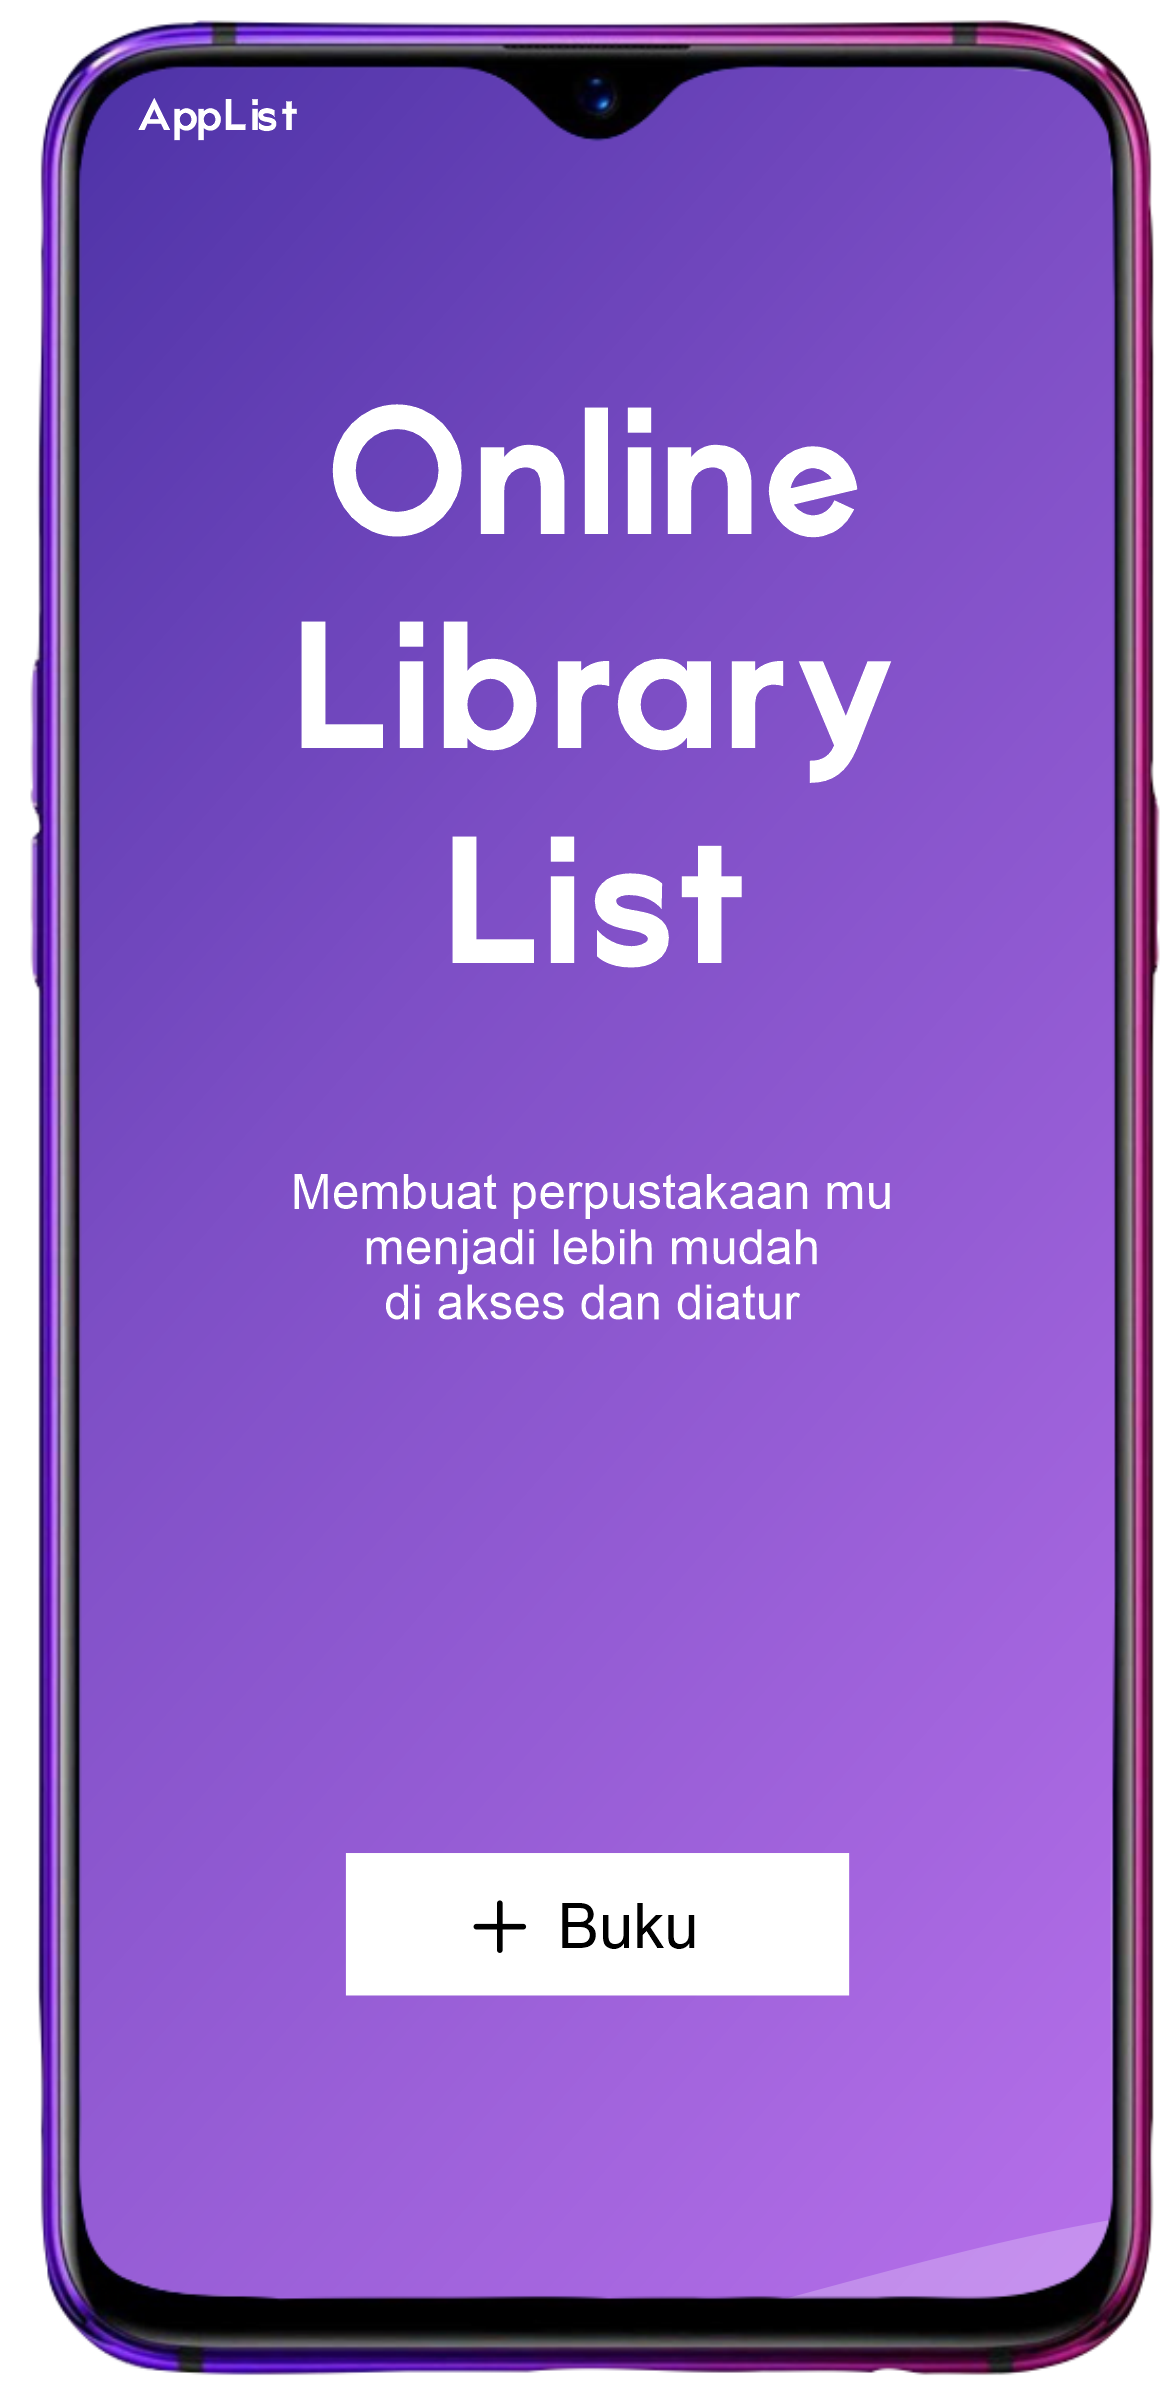 AppList
Online
Library
List
Membuat perpustakaan mu
menjadi lebih mudah
di akses dan diatur
+ Buku